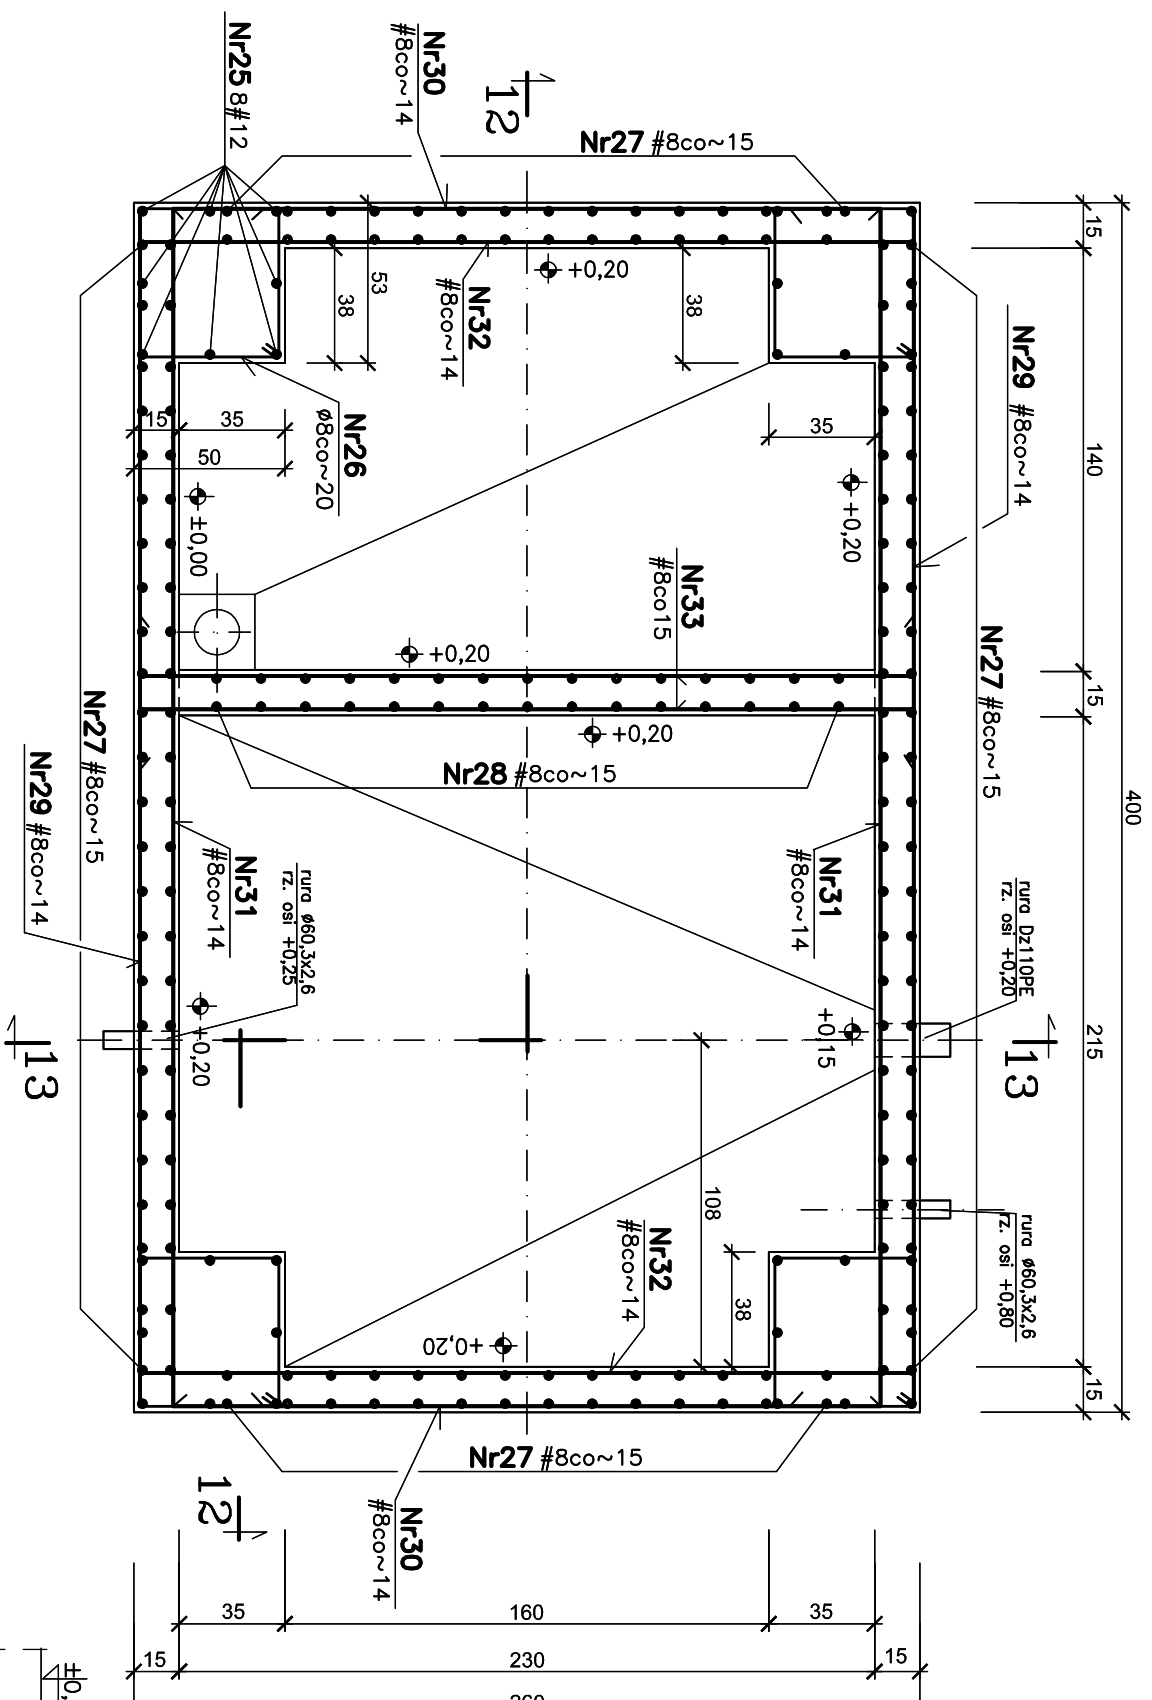 Nr25 8#12
Nr30
#8co~14
12
Nr27 #8co~15
15
400
53
38
+0,20
38
Nr32
#8co~14
Nr29 #8co~14
15
35
50
Nr26
ø8co~20
35
140
±0,00
+0,20
Nr33
#8co15
+0,20
Nr27 #8co~15
15
+0,20
Nr28 #8co~15
Nr27 #8co~15
Nr29 #8co~14
Nr31
#8co~14
rura ø60,3x2,6
rz. osi +0,25
Nr31
#8co~14
rura Dz110PE
rz. osi +0,20
13
+0,20
+0,15
13
215
108
Nr32
#8co~14
38
rura ø60,3x2,6
rz. osi +0,80
+0,20
15
Nr27 #8co~15
12
Nr30
#8co~14
35
160
35
15
230
15
±0,